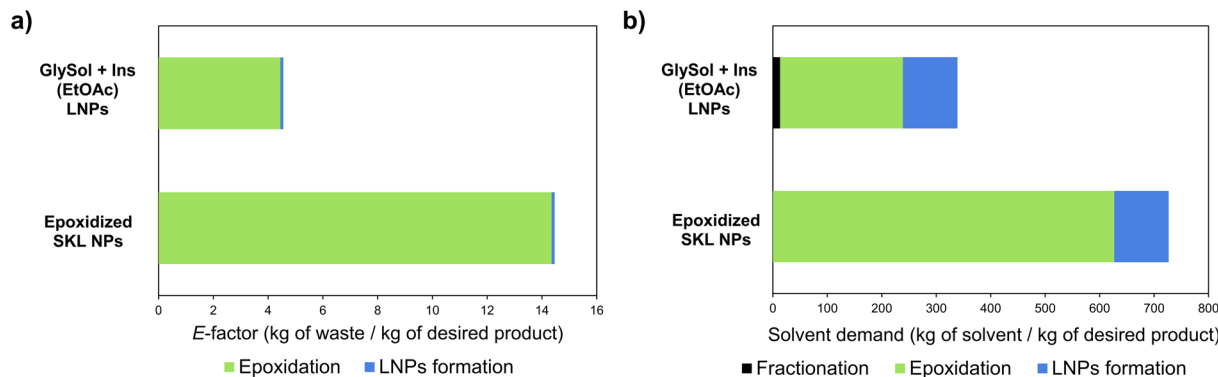 a)
GlySol + Ins
(EtOAc)
LNPs
Epoxidized
SKL NPs
0 2 4 6 8 10 12 14 16
E-factor (kg of waste / kg of desired product)
Epoxidation LNPs formation
b)
GlySol + Ins
(EtOAc)
LNPs
Epoxidized
SKL NPs
0 100 200 300 400 500 600 700 800
Solvent demand (kg of solvent / kg of desired product)
Fractionation Epoxidation LNPs formation